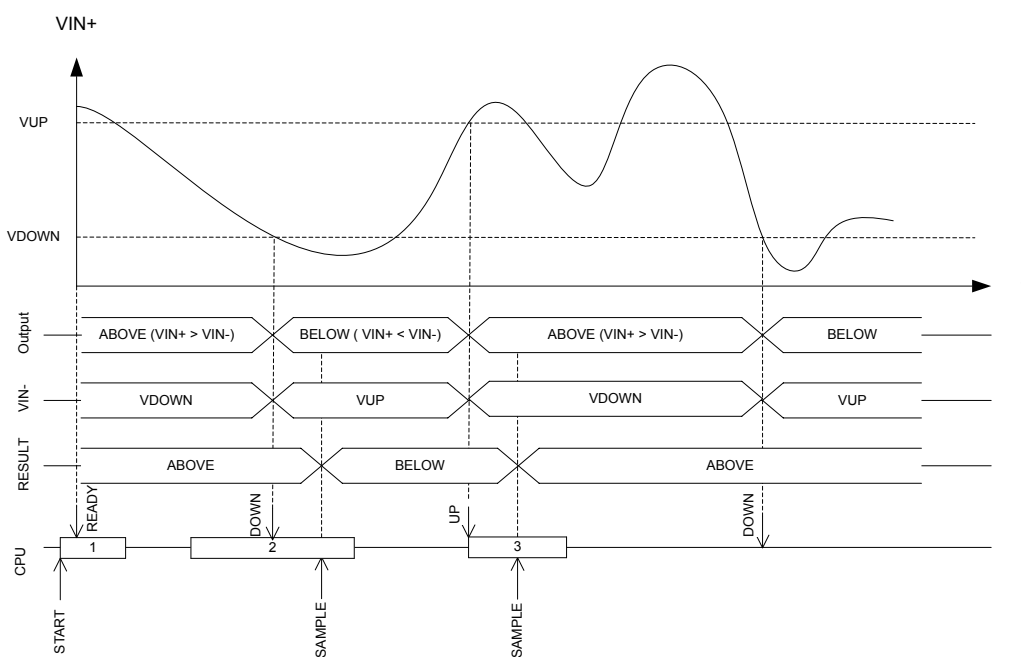 VIN+
VUP
VDOWN
Output
ABOVE (VIN+ > VIN-)
BELOW ( VIN+ < VIN-)
ABOVE (VIN+ > VIN-)
BELOW
VIN-
VDOWN
VUP
VDOWN
VUP
RESULT
ABOVE
BELOW
ABOVE
READY
DOWN
UP
DOWN
CPU
1
2
3
START
SAMPLE
SAMPLE